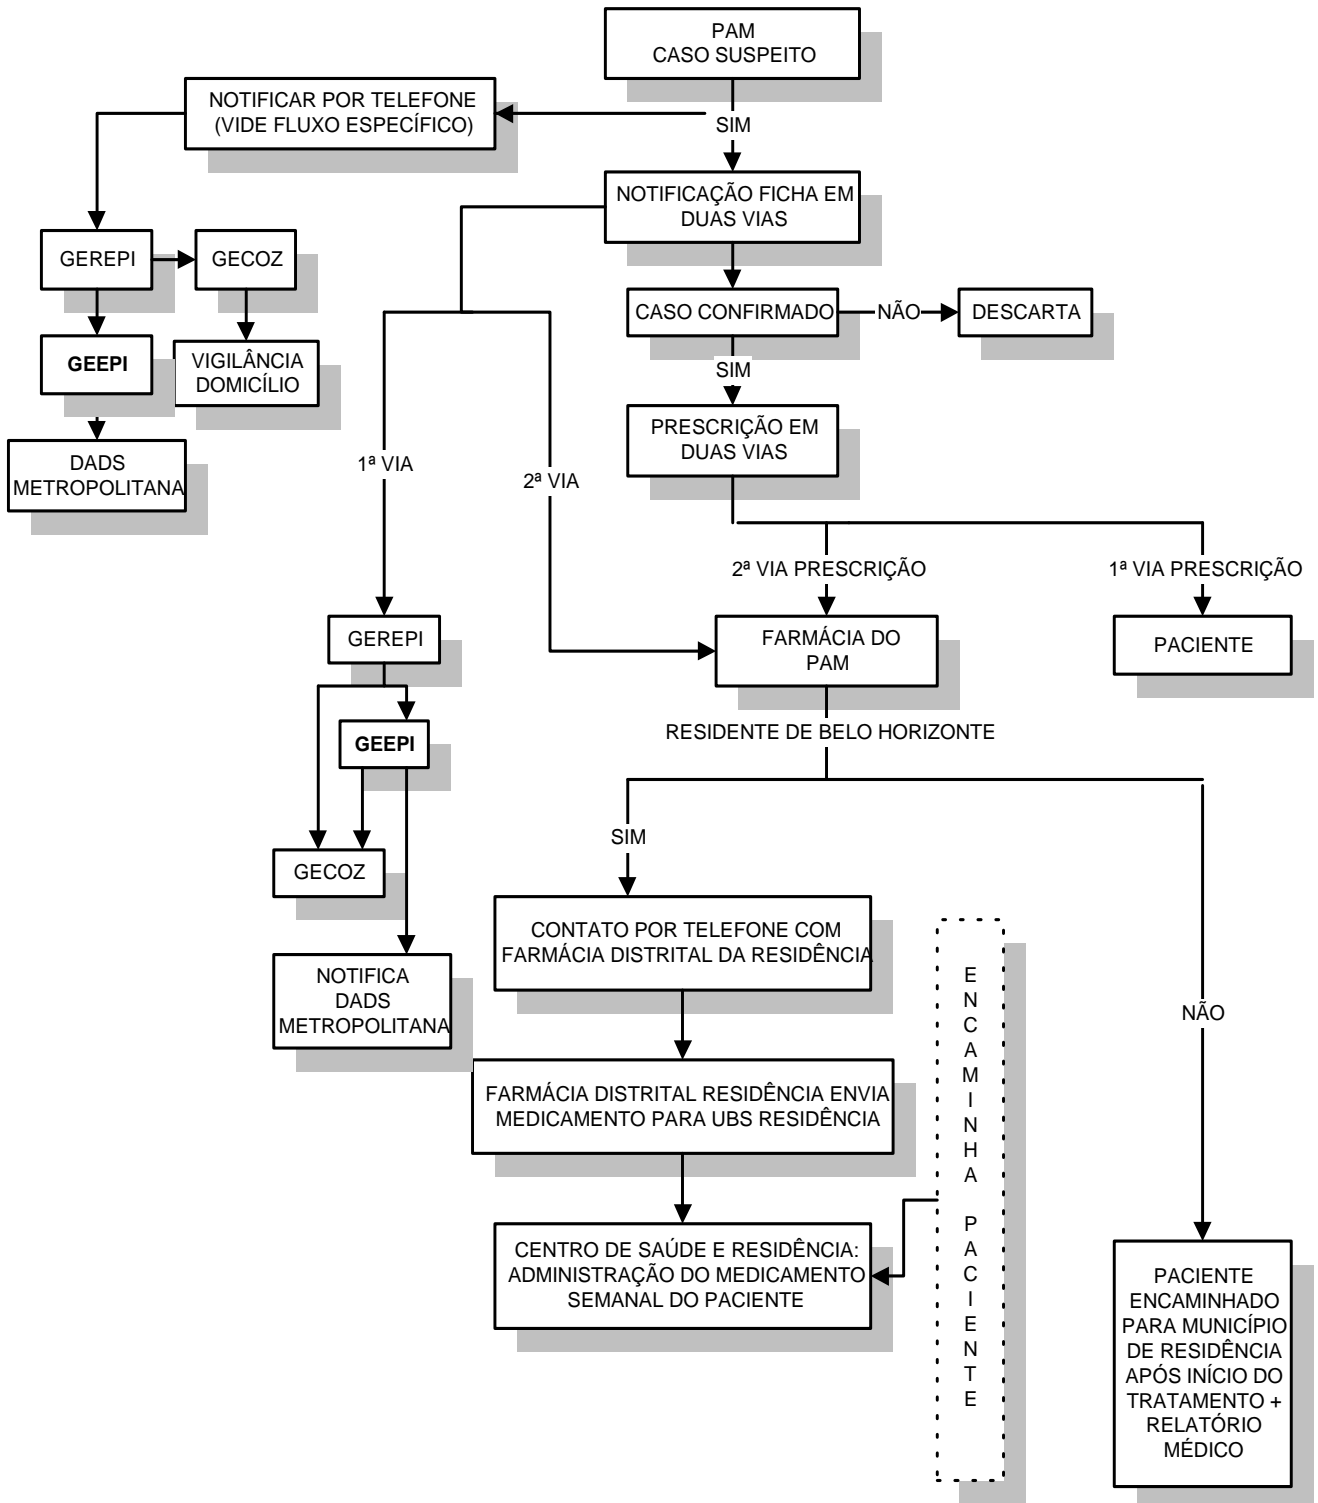 PAM
CASO SUSPEITO
NOTIFICAR POR TELEFONE
(VIDE FLUXO ESPECÍFICO)
SIM
NOTIFICAÇÃO FICHA EM
DUAS VIAS
GEREPI
GECOZ
CASO CONFIRMADO
NÃO
DESCARTA
GEEPI
VIGILÂNCIA
DOMICÍLIO
SIM
PRESCRIÇÃO EM
DUAS VIAS
DADS
METROPOLITANA
1ª VIA
2ª VIA
2ª VIA PRESCRIÇÃO
1ª VIA PRESCRIÇÃO
GEREPI
FARMÁCIA DO
PAM
PACIENTE
RESIDENTE DE BELO HORIZONTE
GEEPI
SIM
GECOZ
CONTATO POR TELEFONE COM
FARMÁCIA DISTRITAL DA RESIDÊNCIA
NOTIFICA
DADS
METROPOLITANA
NÃO
FARMÁCIA DISTRITAL RESIDÊNCIA ENVIA
MEDICAMENTO PARA UBS RESIDÊNCIA
ENCAMINHA PACIENTE
CENTRO DE SAÚDE E RESIDÊNCIA:
ADMINISTRAÇÃO DO MEDICAMENTO
SEMANAL DO PACIENTE
PACIENTE
ENCAMINHADO
PARA MUNICÍPIO
DE RESIDÊNCIA
APÓS INÍCIO DO
TRATAMENTO +
RELATÓRIO
MÉDICO